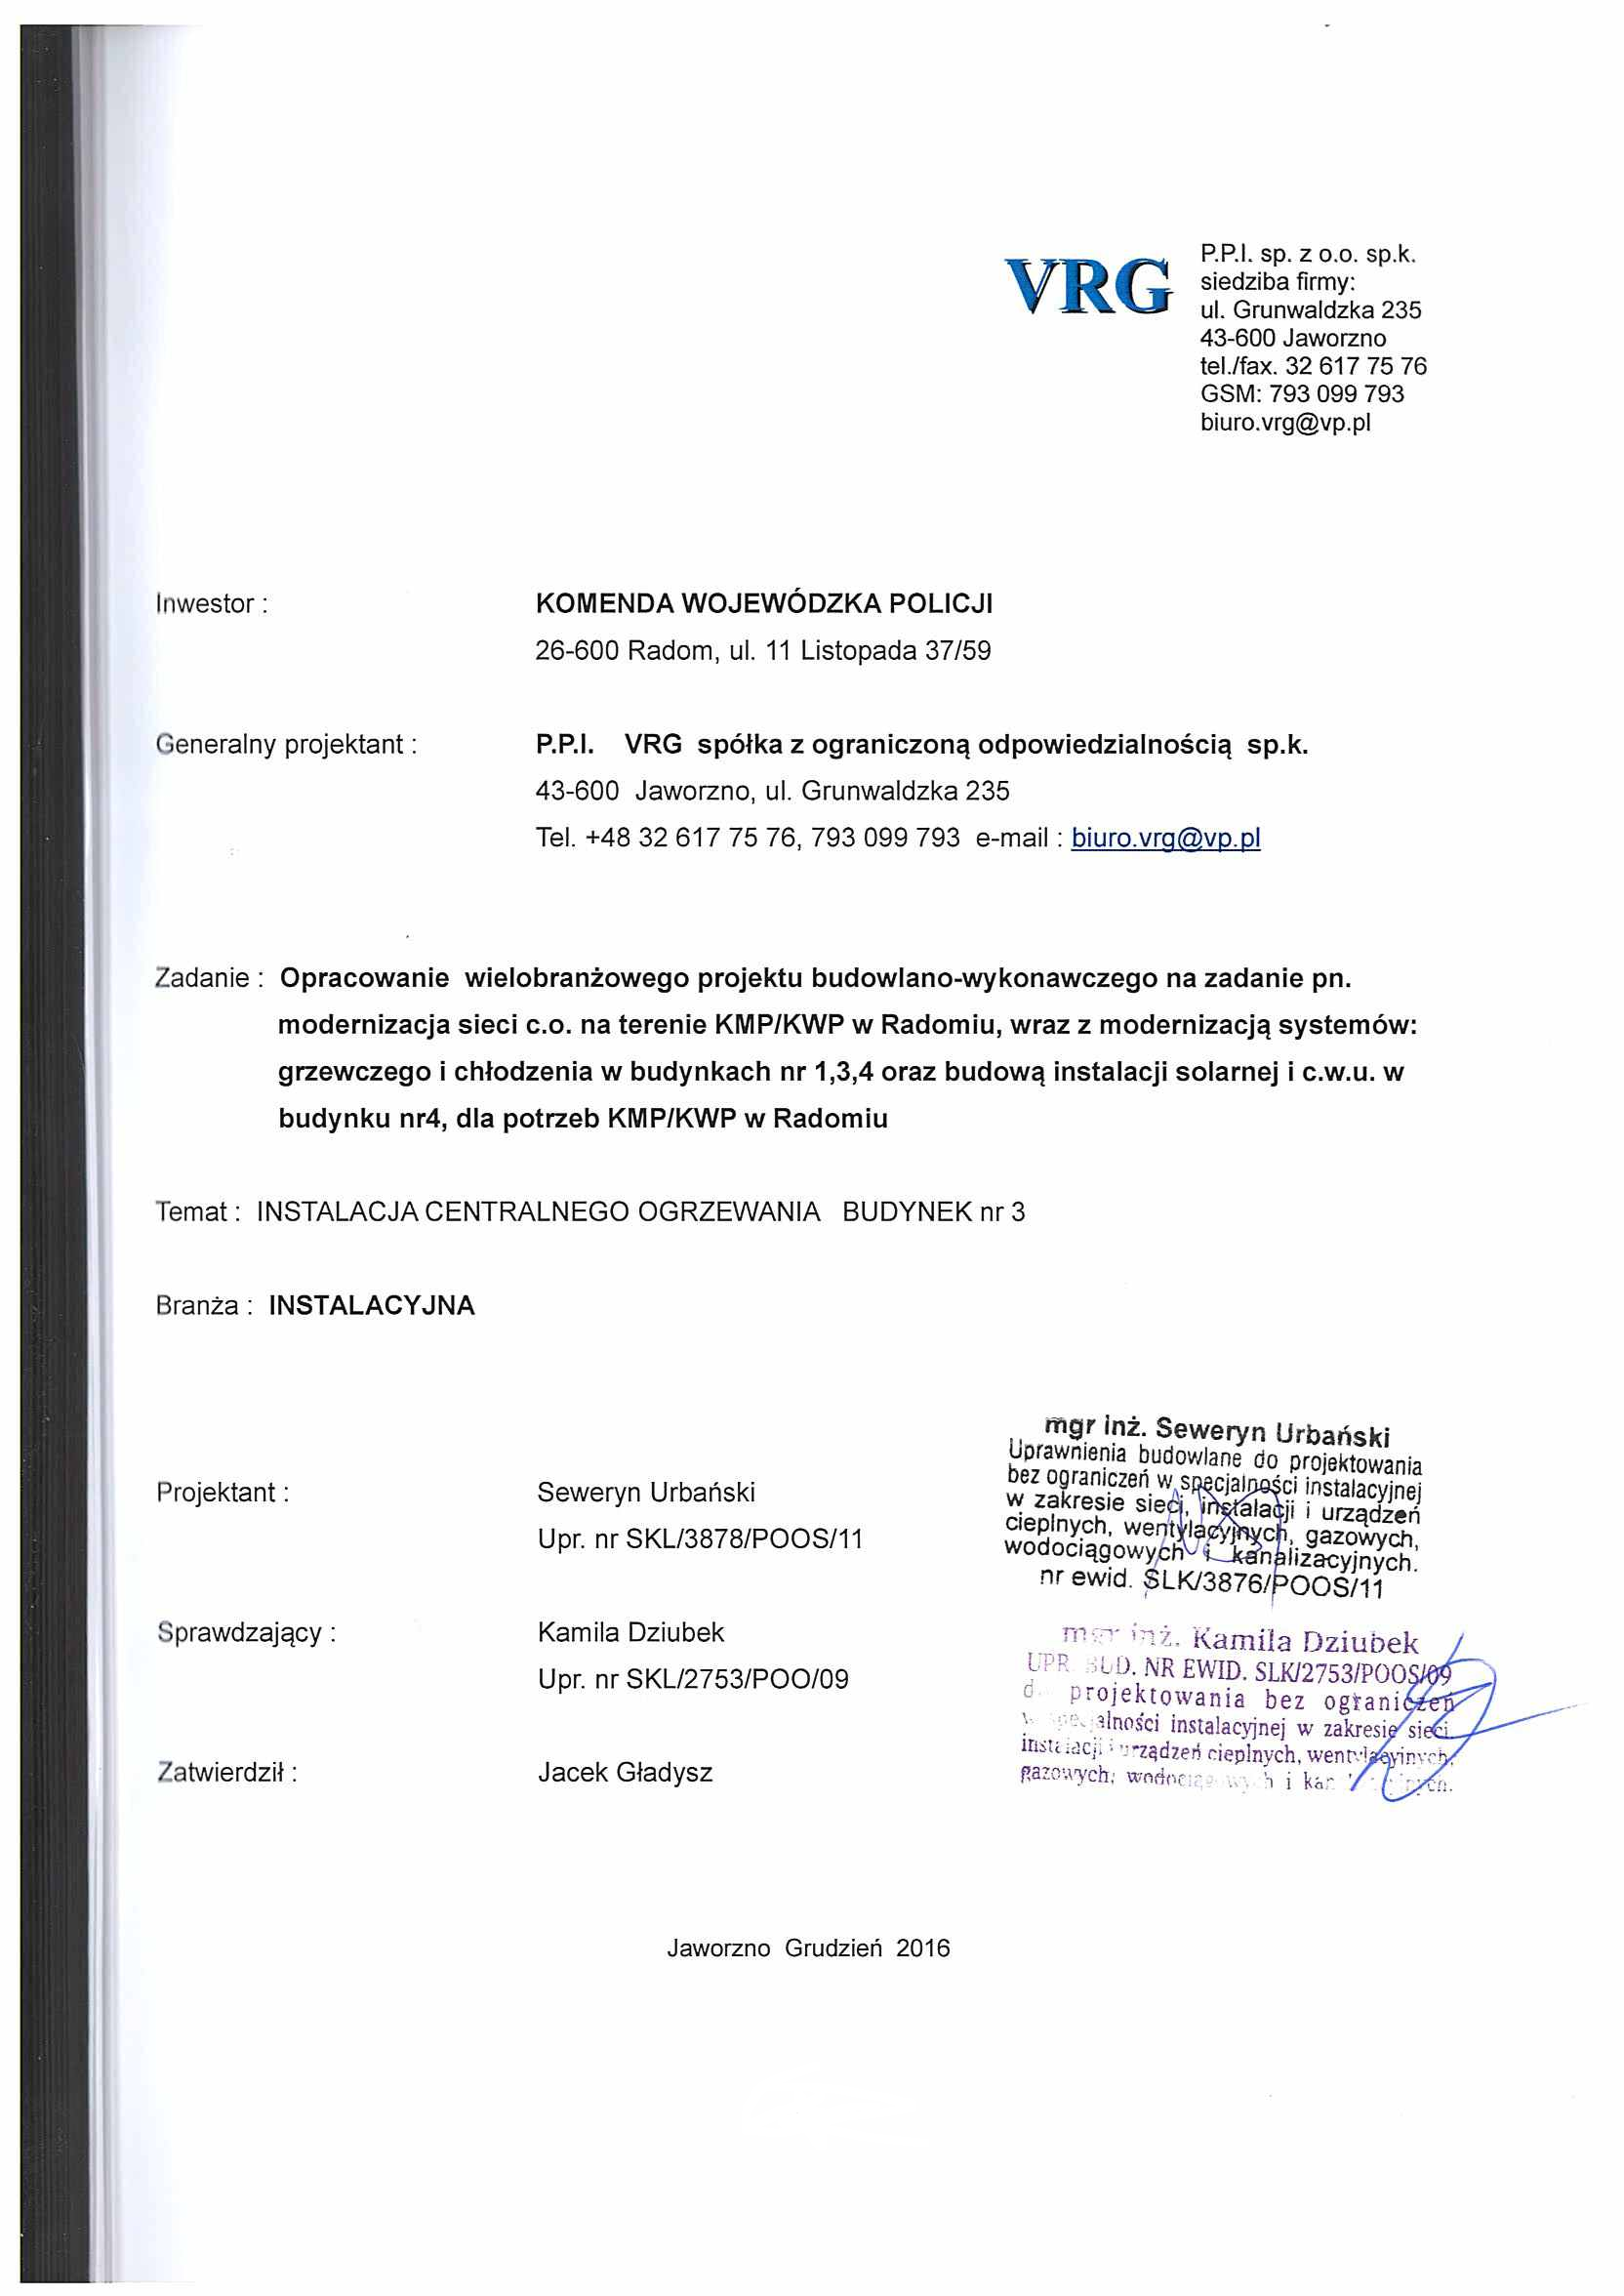 VRG
P.P.I. sp. z o.o. sp.k.
siedziba firmy:
ul. Grunwaldzka 235
43-600 Jaworzno
tel./fax. 32 617 75 76
GSM: 793 099 793
biuro.vrg@vp.pl
Inwestor : KOMENDA WOJEWÓDZKA POLICJI
26-600 Radom, ul. 11 Listopada 37/59
Generalny projektant : P.P.I. VRG spółka z ograniczoną odpowiedzialnością sp.k.
43-600 Jaworzno, ul. Grunwaldzka 235
Tel. +48 32 617 75 76, 793 099 793 e-mail : biuro.vrg@vp.pl
Zadanie : Opracowanie wielobranżowego projektu budowlano-wykonawczego na zadanie pn.
modernizacja sieci c.o. na terenie KMP/KWP w Radomiu, wraz z modernizacją systemów:
grzewczego i chłodzenia w budynkach nr 1,3,4 oraz budową instalacji solarnej i c.w.u. w
budynku nr4, dla potrzeb KMP/KWP w Radomiu
Temat : INSTALACJA CENTRALNEGO OGRZEWANIA BUDYNEK nr 3
Branża : INSTALACYJNA
Projektant : Seweryn Urbański
Upr. nr SKL/3878/POOS/11
mgr inż. Seweryn Urbański
Uprawnienia budowlane do projektowania
bez ograniczeń w specjalności instalacyjnej
w zakresie sieci, instalacji i urządzeń
cieplnych, wentylacyjnych, gazowych,
wodociągowych i kanalizacyjnych.
nr ewid. SLK/3876/POOS/11
Sprawdzający : Kamila Dziubek
Upr. nr SKL/2753/POO/09
mgr inż. Kamila Dziubek
UPR. BUD. NR EWID. SLK/2753/POOS/09
projektowania bez ograniczeń
instalacyjnej w zakresie sieci,
instalacji i urządzeń cieplnych, wentylacyjnych,
gazowych, i
Zatwierdził : Jacek Gładysz
Jaworzno Grudzień 2016